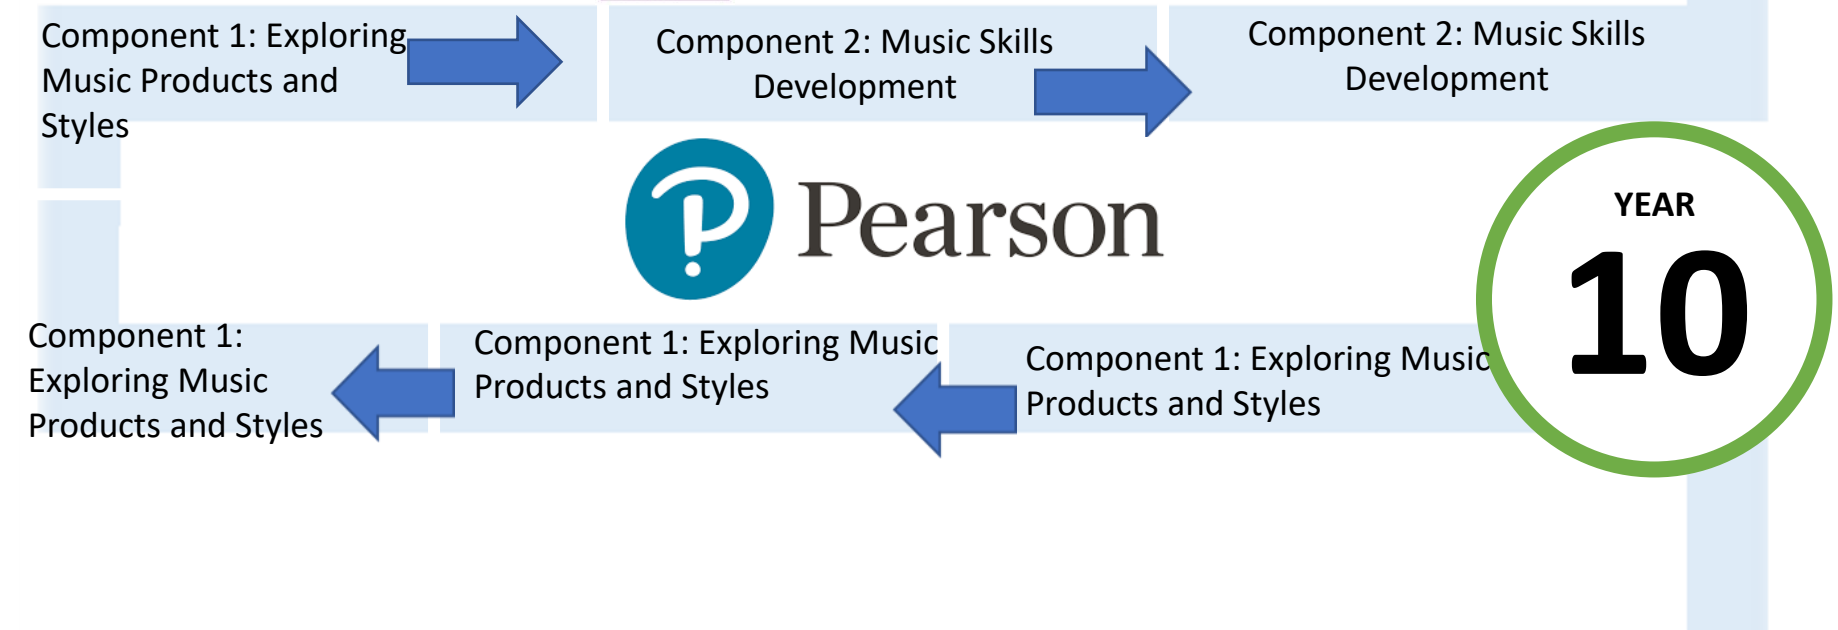 Component 1: Exploring
Music Products and
Styles
Component 2: Music Skills
Development
Component 2: Music Skills
Development
Pearson
YEAR
10
Component 1:
Exploring Music
Products and Styles
Component 1: Exploring Music
Products and Styles
Component 1: Exploring Music
Products and Styles